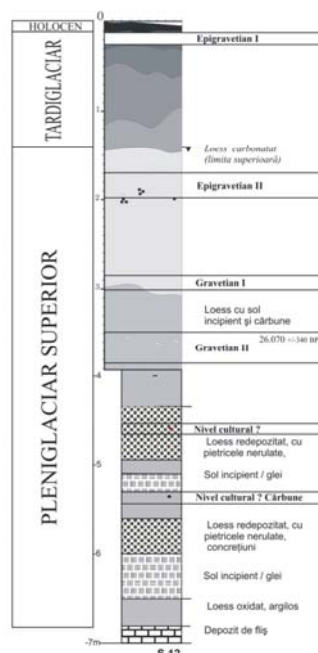 0
HOLOCEN
Epigravetian I
TARDIGLACIAR
1
Loess carbonatat
(limita superioară)
Epigravetian II
2
Gravetian I
3
Loess cu sol
incipient și cărbune
26.070 +/-340 BP
Gravetian II
PLENIGLACIAR SUPERIOR
-4
Nivel cultural ?
Loess redepozitat, cu
pietricele nerulate,
-5
Sol incipient / glei
Nivel cultural ? Cărbune
Loess redepozitat, cu
pietricele nerulate,
concrețiuni
-6
Sol incipient / glei
Loess oxidat, argilos
Depozit de fliș
-7m